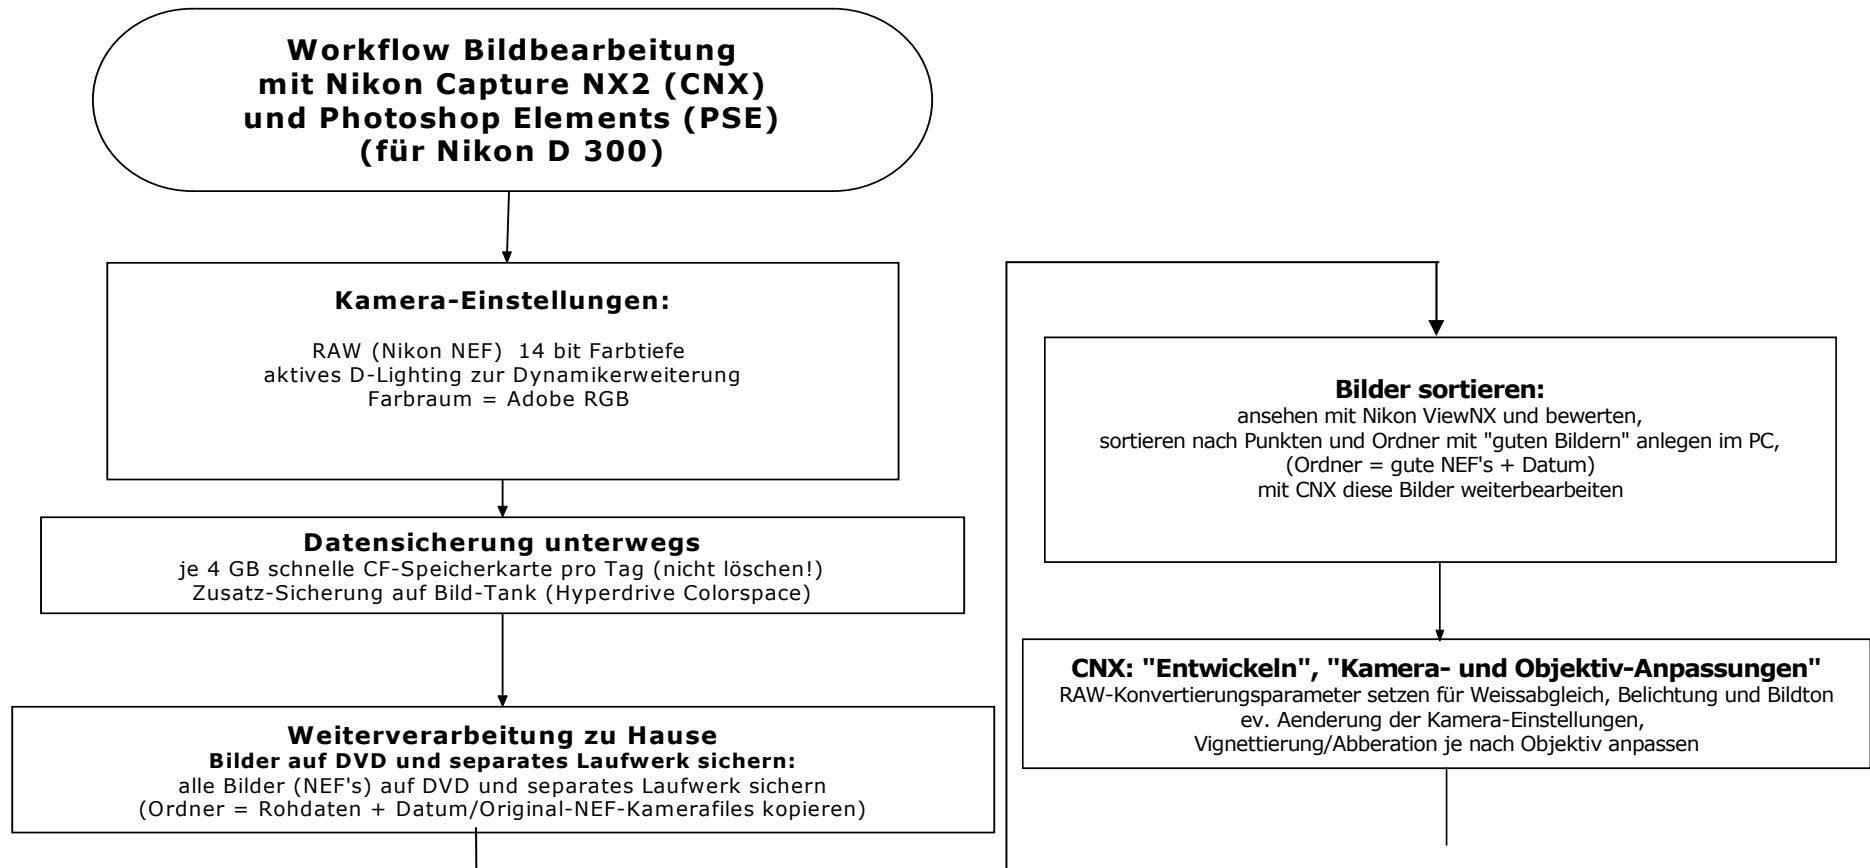 Workflow Bildbearbeitung
mit Nikon Capture NX2 (CNX)
und Photoshop Elements (PSE)
(für Nikon D 300)
Kamera-Einstellungen:
RAW (Nikon NEF)  14 bit Farbtiefe
aktives D-Lighting zur Dynamikerweiterung
Farbraum = Adobe RGB
Datensicherung unterwegs
je 4 GB schnelle CF-Speicherkarte pro Tag (nicht löschen!)
Zusatz-Sicherung auf Bild-Tank (Hyperdrive Colorspace)
Weiterverarbeitung zu Hause
Bilder auf DVD und separates Laufwerk sichern:
alle Bilder (NEF's) auf DVD und separates Laufwerk sichern
(Ordner = Rohdaten + Datum/Original-NEF-Kamerafiles kopieren)
Bilder sortieren:
ansehen mit Nikon ViewNX und bewerten,
sortieren nach Punkten und Ordner mit "guten Bildern" anlegen im PC,
(Ordner = gute NEF's + Datum)
mit CNX diese Bilder weiterbearbeiten
CNX: "Entwickeln", "Kamera- und Objektiv-Anpassungen"
RAW-Konvertierungsparameter setzen für Weissabgleich, Belichtung und Bildton
ev. Aenderung der Kamera-Einstellungen,
Vignettierung/Abberation je nach Objektiv anpassen